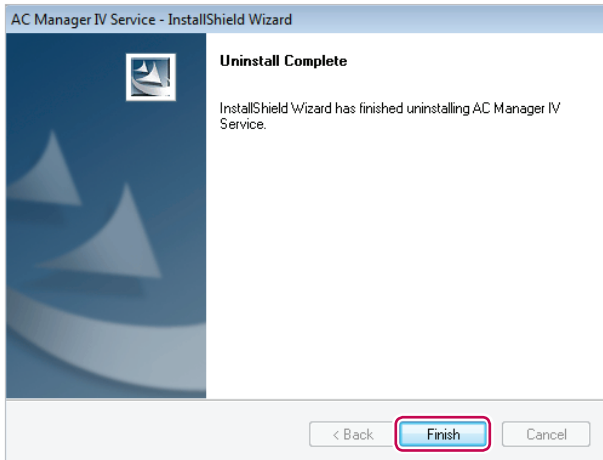 AC Manager IV Service - InstallShield Wizard
Uninstall Complete
InstallShield Wizard has finished uninstalling AC Manager IV
Service.
< Back Finish Cancel